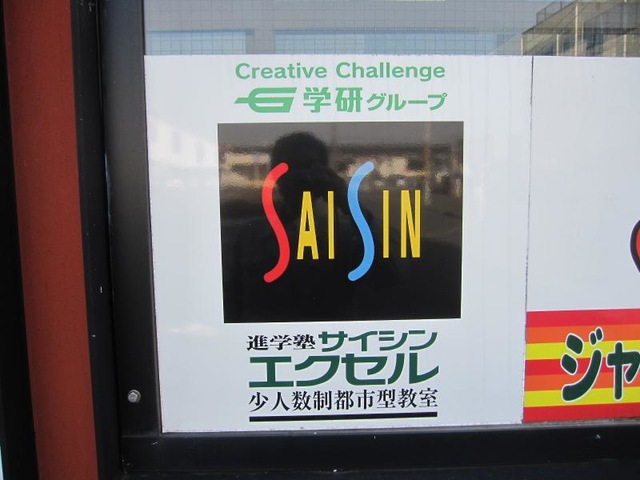 Creative Challenge
学研グループ
SAISIN
進学塾サイシン
エクセル
少人数制都市型教室
ジャ